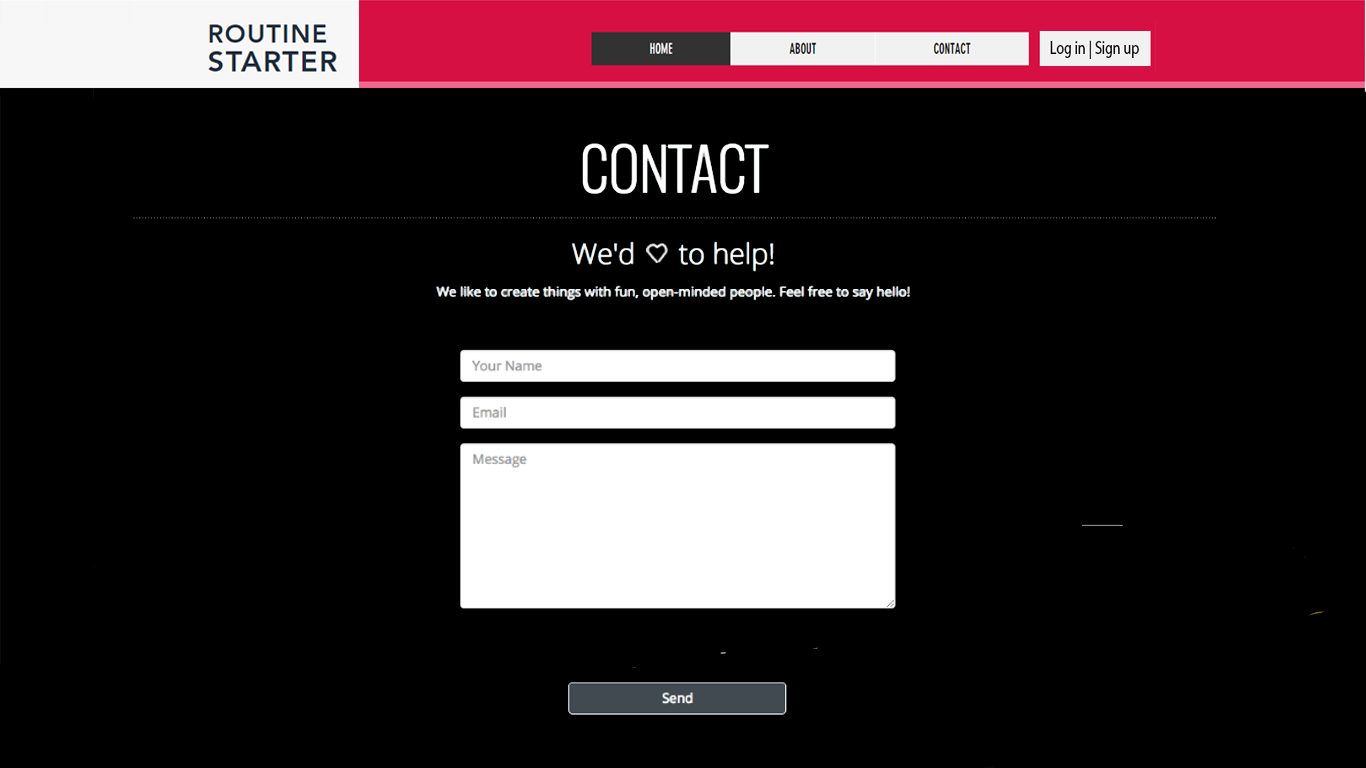 ROUTINE
STARTER
HOME ABOUT CONTACT Log in | Sign up
CONTACT
We'd ♡ to help!
We like to create things with fun, open-minded people. Feel free to say hello!
Your Name
Email
Message
Send